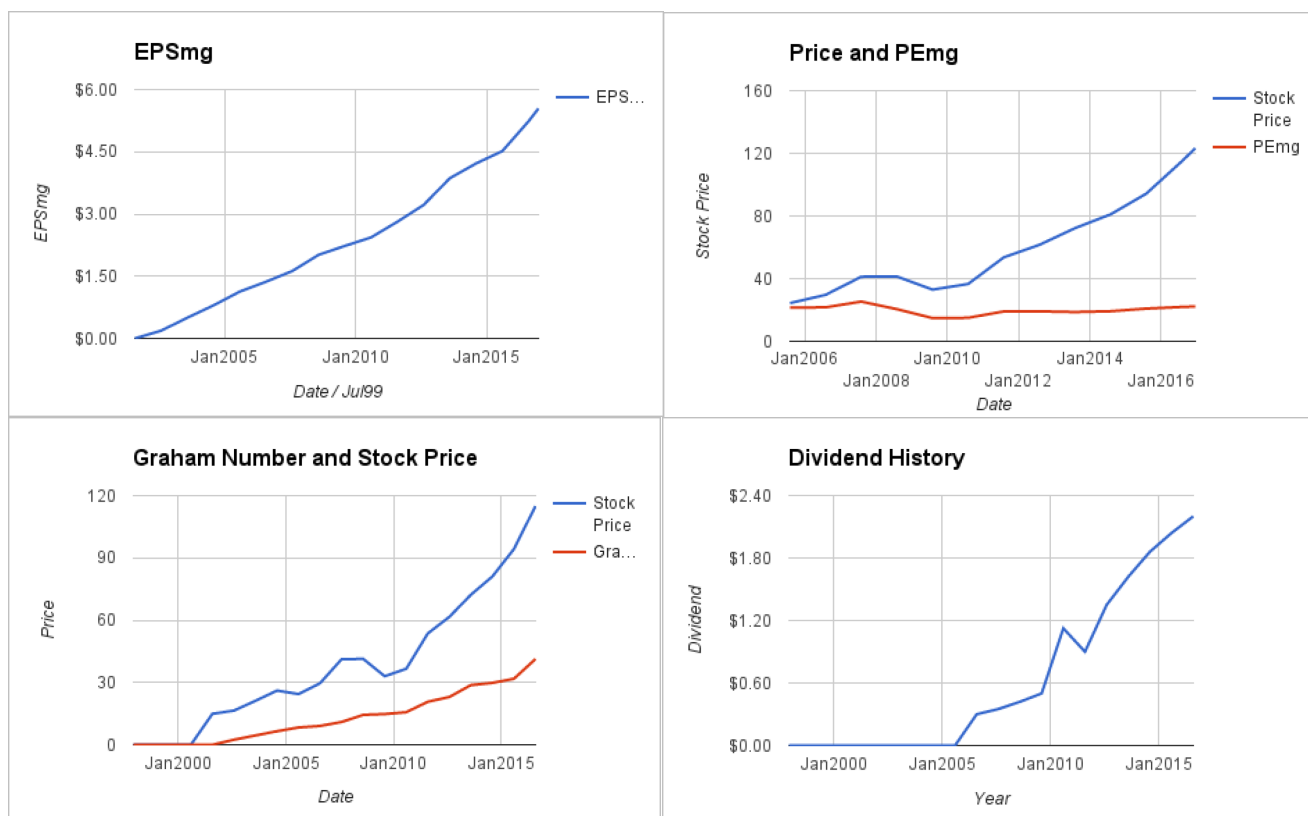 EPSmg
$6.00
$4.50
$3.00
$1.50
$0.00
EPSmg
EPS...
Jan2005
Jan2010
Jan2015
Date / Jul99
Price and PEmg
160
120
80
40
0
Stock Price
Stock
Price
PEmg
Jan2006
Jan2008
Jan2010
Jan2012
Jan2014
Jan2016
Date
Graham Number and Stock Price
120
90
60
30
0
Price
Stock
Price
Gra...
Jan2000
Jan2005
Jan2010
Jan2015
Date
Dividend History
$2.40
$1.80
$1.20
$0.60
$0.00
Dividend
Jan2000
Jan2005
Jan2010
Jan2015
Year